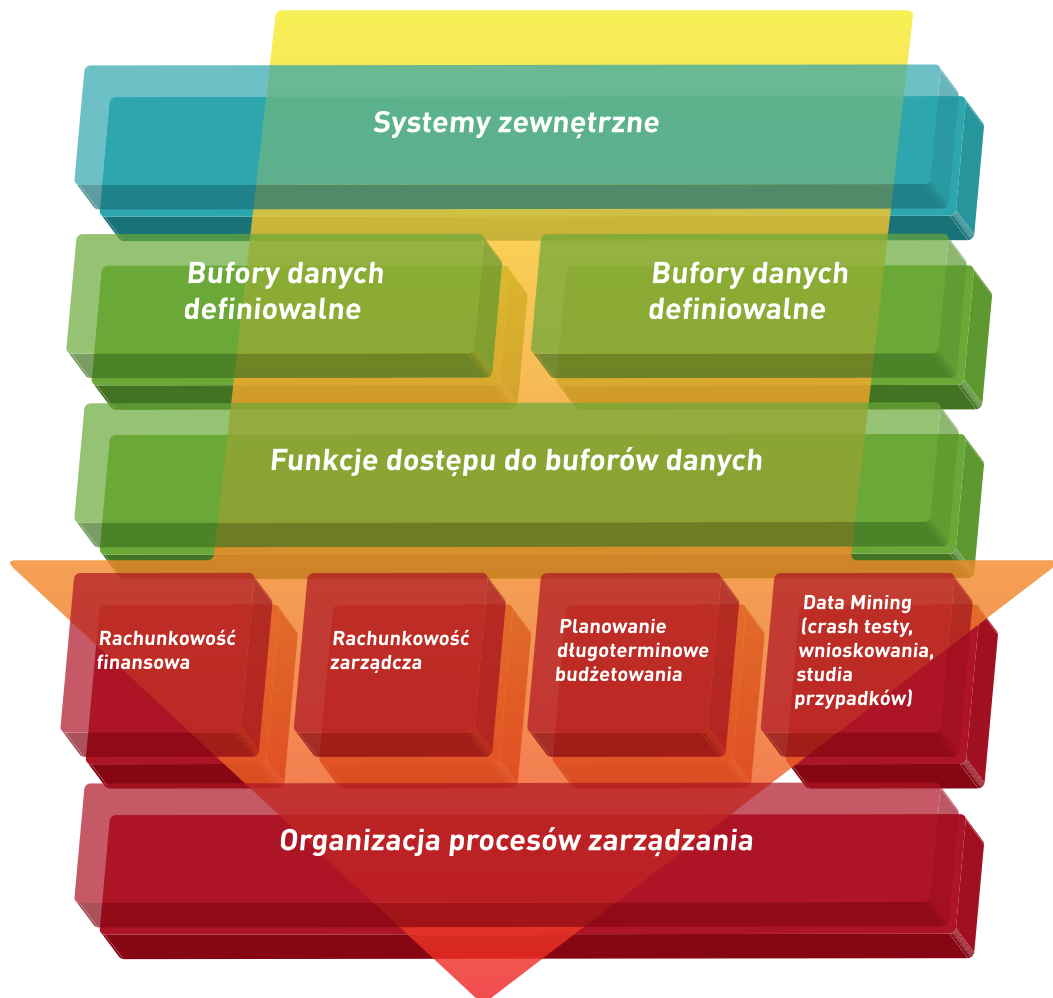 Systemy zewnętrzne
Bufory danych
definiowalne
Bufory danych
definiowalne
Funkcje dostępu do buforów danych
Rachunkowość
finansowa
Rachunkowość
zarządcza
Planowanie
długoterminowe
budżetowania
Data Mining
(crash testy,
wnioskowania,
studia
przypadków)
Organizacja procesów zarządzania